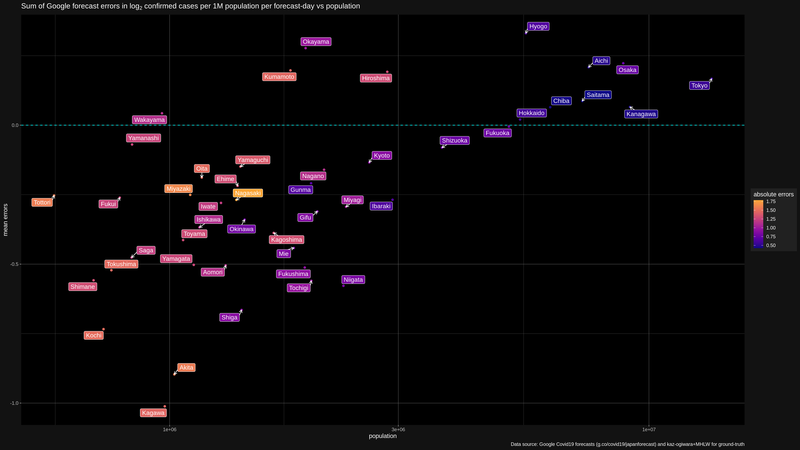 Sum of Google forecast errors in log2 confirmed cases per 1M population per forecast-day vs population
Hyogo
Okayama
Aichi
Osaka
Kumamoto
Hiroshima
Tokyo
Saitama
Chiba
Hokkaido
Kanagawa
Wakayama
0.0
Fukuoka
Yamanashi
Shizuoka
Kyoto
Yamaguchi
Oita
Ehime
Nagano
Miyazaki
Gunma
Nagasaki
Tottori
Fukui
Iwate
Miyagi
Ibaraki
Ishikawa
Gifu
Okinawa
Toyama
Kagoshima
Saga
Mie
Tokushima
Yamagata
-0.5
Aomori
Fukushima
Niigata
Shimane
Tochigi
Shiga
Kochi
Akita
-1.0
Kagawa
mean errors
absolute errors
1.75
1.50
1.25
1.00
0.75
0.50
1e+06
3e+06
1e+07
population
Data source: Google Covid19 forecasts (g.co/covid19/japanforecast) and kaz-ogiwara+MHLW for ground-truth